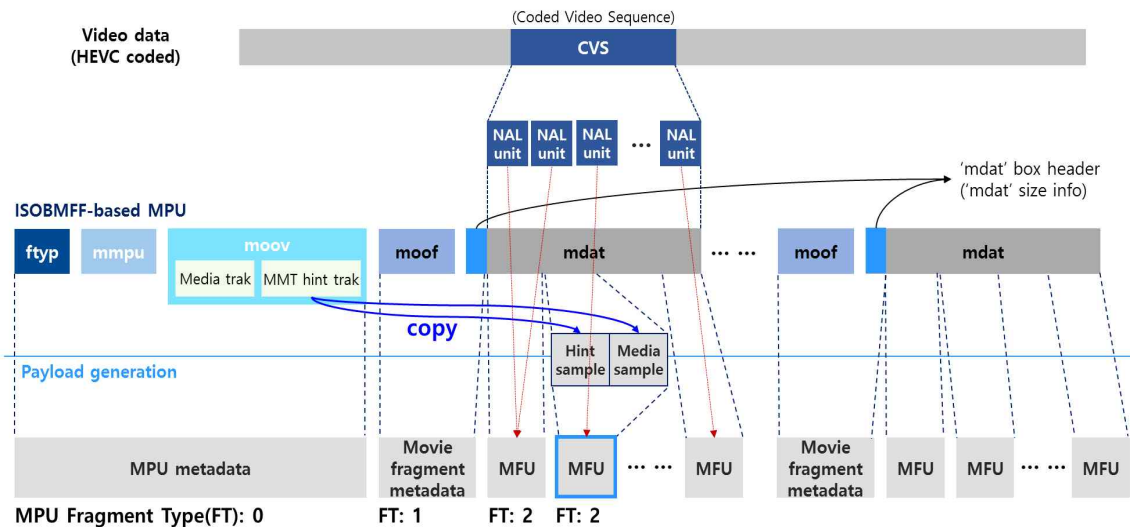 (Coded Video Sequence)
Video data
(HEVC coded)
CVS
NAL
unit
NAL
unit
NAL
unit
...
NAL
unit
'mdat' box header
('mdat' size info)
ISOBMFF-based MPU
ftyp
mmpu
moov
Media trak
MMT hint trak
moof
mdat
... ...
moof
mdat
copy
Hint
sample
Media
sample
Payload generation
MPU metadata
Movie
fragment
metadata
MFU
MFU
... ...
MFU
Movie
fragment
metadata
MFU
MFU
... ...
MFU
MPU Fragment Type(FT): 0
FT: 1
FT: 2
FT: 2